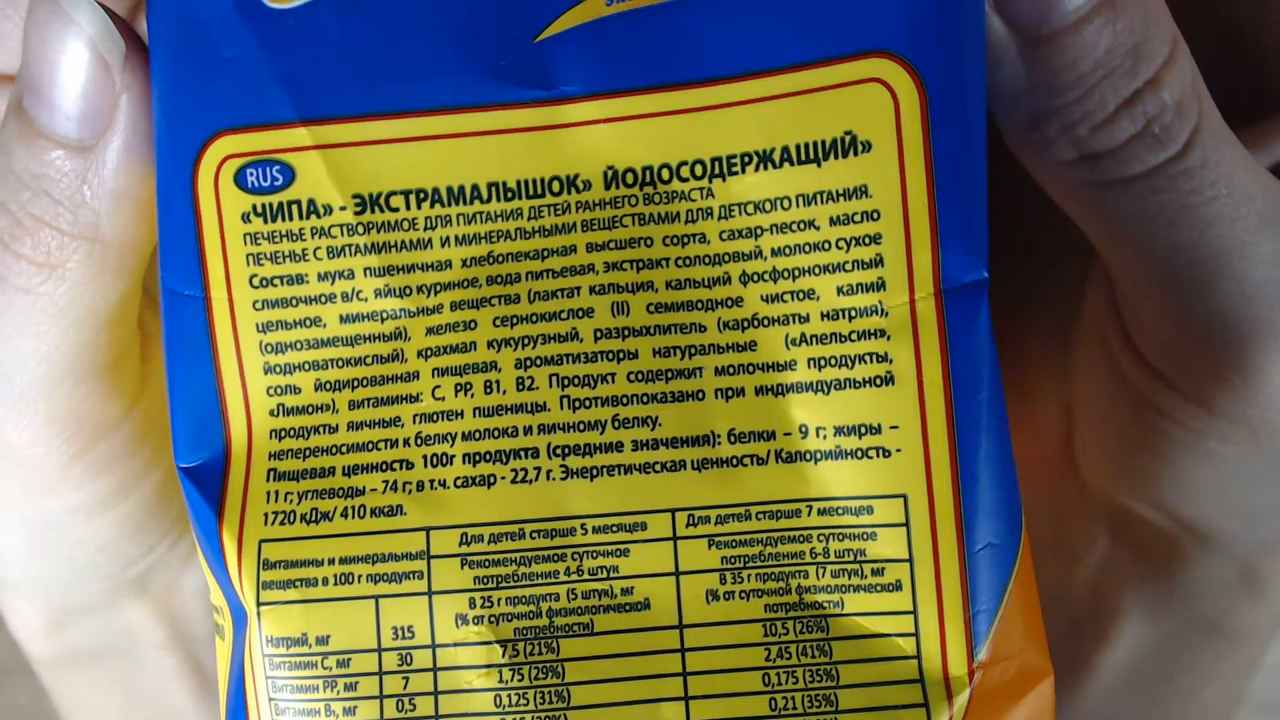 RUS
«ЧИПА» - ЭКСТРАМАЛЫШОК» ЙОДОСОДЕРЖАЩИЙ»
ПЕЧЕНЬЕ РАСТВОРИМОЕ ДЛЯ ПИТАНИЯ ДЕТЕЙ РАННЕГО ВОЗРАСТА
ПЕЧЕНЬЕ С ВИТАМИНАМИ И МИНЕРАЛЬНЫМИ ВЕЩЕСТВАМИ ДЛЯ ДЕТСКОГО ПИТАНИЯ.
Состав: мука пшеничная хлебопекарная высшего сорта, сахар-песок, масло
сливочное в/с, яйцо куриное, вода питьевая, экстракт солодовый, молоко сухое
цельное, минеральные вещества (лактат кальция, кальций фосфорнокислый
(однозамещенный), железо сернокислое (II) семиводное чистое, калий
йодноватокислый), крахмал кукурузный, разрыхлитель (карбонаты натрия),
соль йодированная пищевая, ароматизаторы натуральные («Апельсин»,
«Лимон»), витамины: С, РР, В1, В2. Продукт содержит молочные продукты,
продукты яичные, глютен пшеницы. Противопоказано при индивидуальной
непереносимости к белку молока и яичному белку.
Пищевая ценность 100г продукта (средние значения): белки – 9 г; жиры –
11 г; углеводы – 74 г; в т.ч. сахар - 22,7 г. Энергетическая ценность/ Калорийность -
1720 кДж/ 410 ккал.
Витамины и минеральные
вещества в 100 г продукта
Для детей старше 5 месяцев
Для детей старше 7 месяцев
Рекомендуемое суточное
потребление 4-6 штук
Рекомендуемое суточное
потребление 6-8 штук
В 25 г продукта (5 штук), мг
(% от суточной физиологической
потребности)
В 35 г продукта (7 штук), мг
(% от суточной физиологической
потребности)
Натрий, мг 315
Витамин С, мг 30 7,5 (21%) 10,5 (26%)
Витамин РР, мг 7 1,75 (29%) 2,45 (41%)
Витамин В₁, мг 0,5 0,125 (31%) 0,175 (35%)
0,21 (35%)